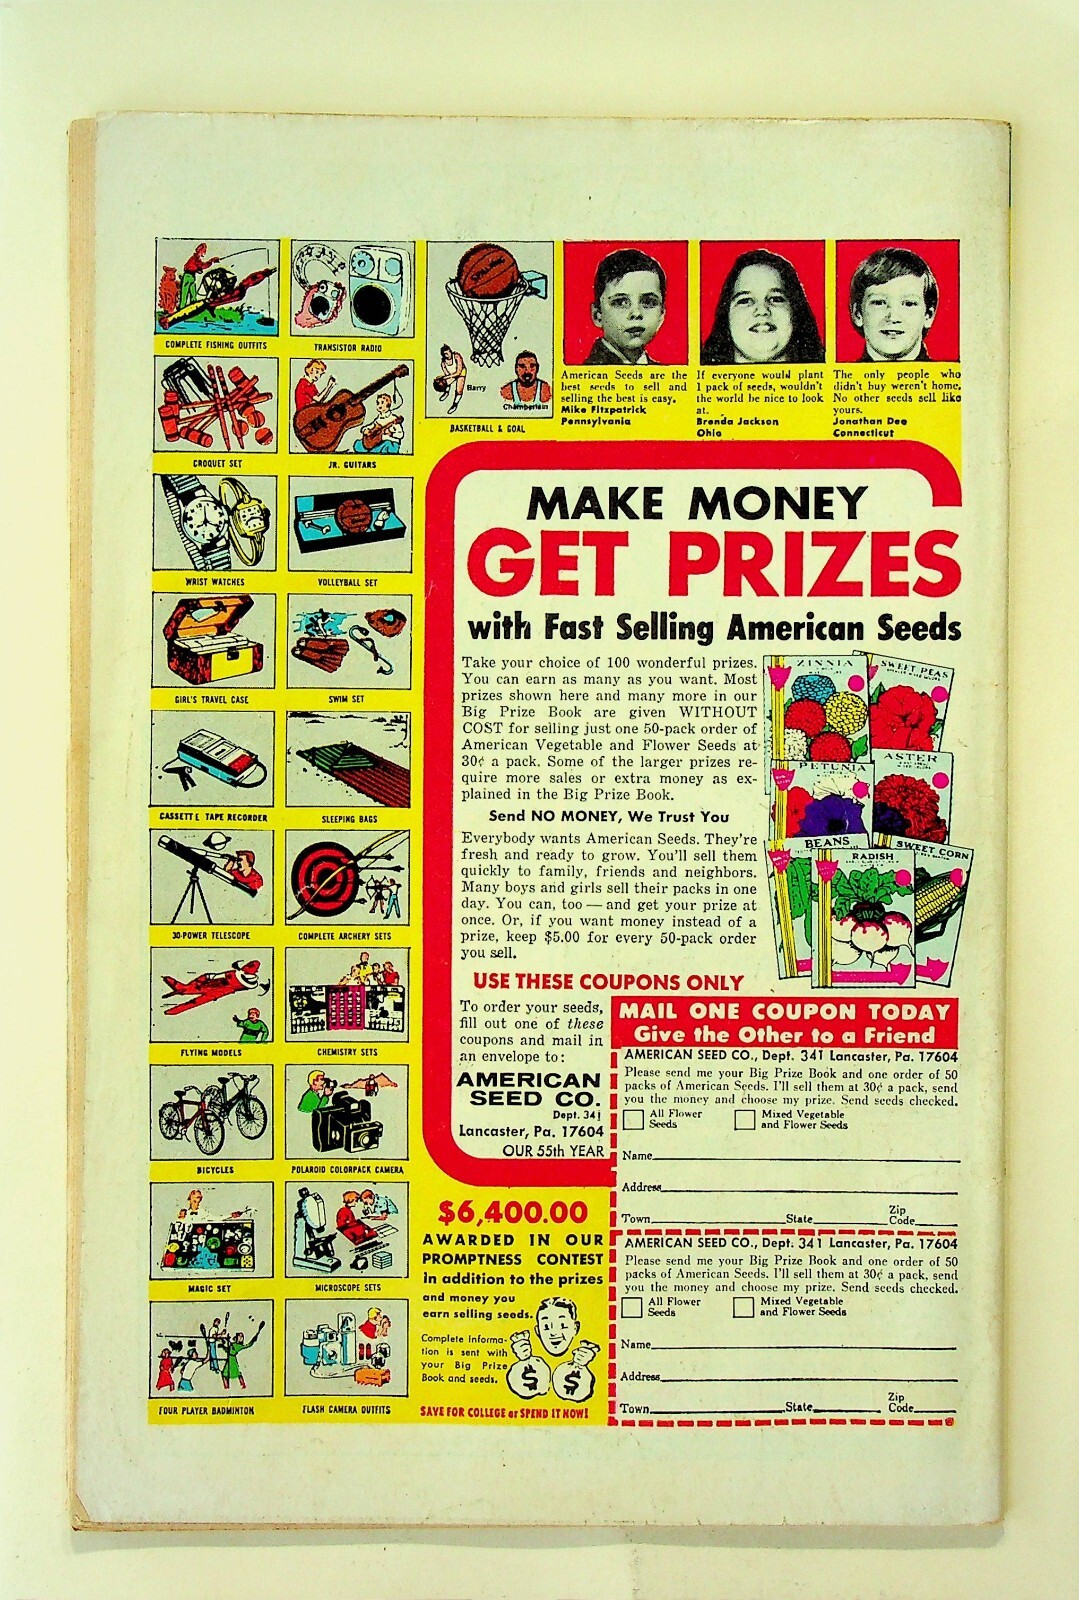 COMPLETE FISHING OUTFITS
TRANSISTOR RADIO
SPALDING
Barry
Chamberlain
BASKETBALL & GOAL
CROQUET SET
JR. GUITARS
WRIST WATCHES
VOLLEYBALL SET
GIRL'S TRAVEL CASE
SWIM SET
CASSETTE TAPE RECORDER
SLEEPING BAGS
30-POWER TELESCOPE
COMPLETE ARCHERY SETS
FLYING MODELS
CHEMISTRY SETS
BICYCLES
POLAROID COLORPACK CAMERA
MAGIC SET
MICROSCOPE SETS
FOUR PLAYER BADMINTON
FLASH CAMERA OUTFITS
American Seeds are the
best seeds to sell and
selling the best is easy.
Mike Fitzpatrick
Pennsylvania
If everyone would plant
1 pack of seeds, wouldn't
the world be nice to look
at.
Brenda Jackson
Ohio
The only people who
didn't buy weren't home.
No other seeds sell like
yours.
Jonathan Dee
Connecticut
MAKE MONEY
GET PRIZES
with Fast Selling American Seeds
Take your choice of 100 wonderful prizes.
You can earn as many as you want. Most
prizes shown here and many more in our
Big Prize Book are given WITHOUT
COST for selling just one 50-pack order of
American Vegetable and Flower Seeds at
30¢ a pack. Some of the larger prizes re-
quire more sales or extra money as ex-
plained in the Big Prize Book.
Send NO MONEY, We Trust You
Everybody wants American Seeds. They're
fresh and ready to grow. You'll sell them
quickly to family, friends and neighbors.
Many boys and girls sell their packs in one
day. You can, too — and get your prize at
once. Or, if you want money instead of a
prize, keep $5.00 for every 50-pack order
you sell.
ZINNIA
SWEET PEAS
PETUNIA
ASTER
BEANS
RADISH
SWEET CORN
USE THESE COUPONS ONLY
To order your seeds,
fill out one of these
coupons and mail in
an envelope to:
AMERICAN
SEED CO.
Dept. 341
Lancaster, Pa. 17604
OUR 55th YEAR
MAIL ONE COUPON TODAY
Give the Other to a Friend
AMERICAN SEED CO., Dept. 341 Lancaster, Pa. 17604
Please send me your Big Prize Book and one order of 50
packs of American Seeds. I'll sell them at 30¢ a pack, send
you the money and choose my prize. Send seeds checked.
All Flower
Seeds
Mixed Vegetable
and Flower Seeds
Name
Address
Town State Zip
Code
AMERICAN SEED CO., Dept. 341 Lancaster, Pa. 17604
Please send me your Big Prize Book and one order of 50
packs of American Seeds. I'll sell them at 30¢ a pack, send
you the money and choose my prize. Send seeds checked.
All Flower
Seeds
Mixed Vegetable
and Flower Seeds
Name
Address
Town State Zip
Code
$6,400.00
AWARDED IN OUR
PROMPTNESS CONTEST
in addition to the prizes
and money you
earn selling seeds.
Complete informa-
tion is sent with
your Big Prize
Book and seeds.
$ $
SAVE FOR COLLEGE or SPEND IT NOW!